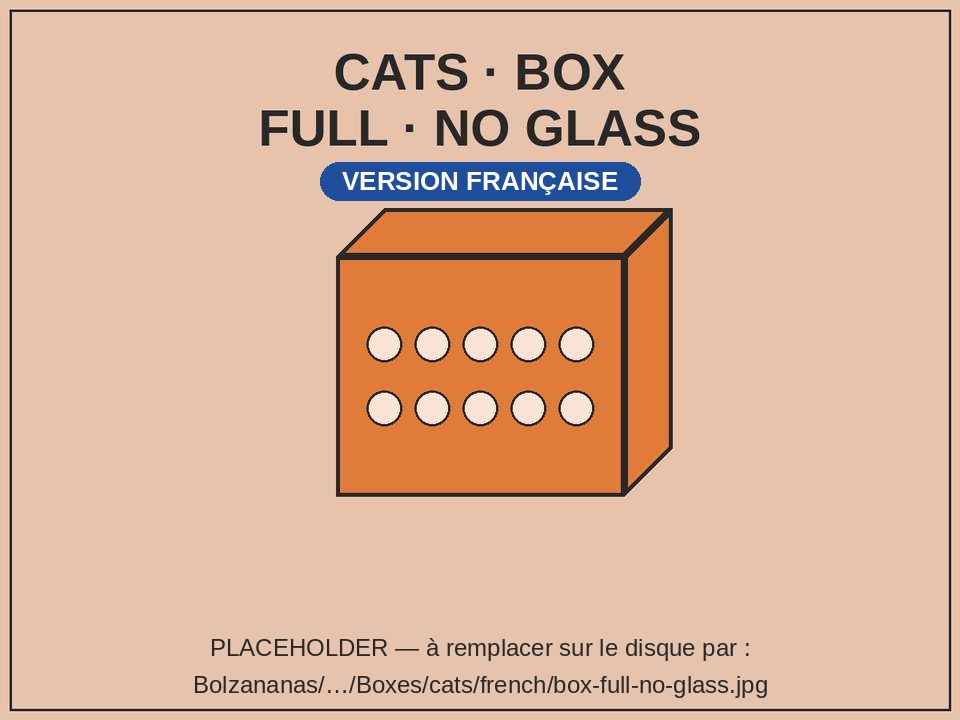 CATS · BOX
FULL · NO GLASS
VERSION FRANÇAISE
PLACEHOLDER — à remplacer sur le disque par :
Bolzananas/…/Boxes/cats/french/box-full-no-glass.jpg